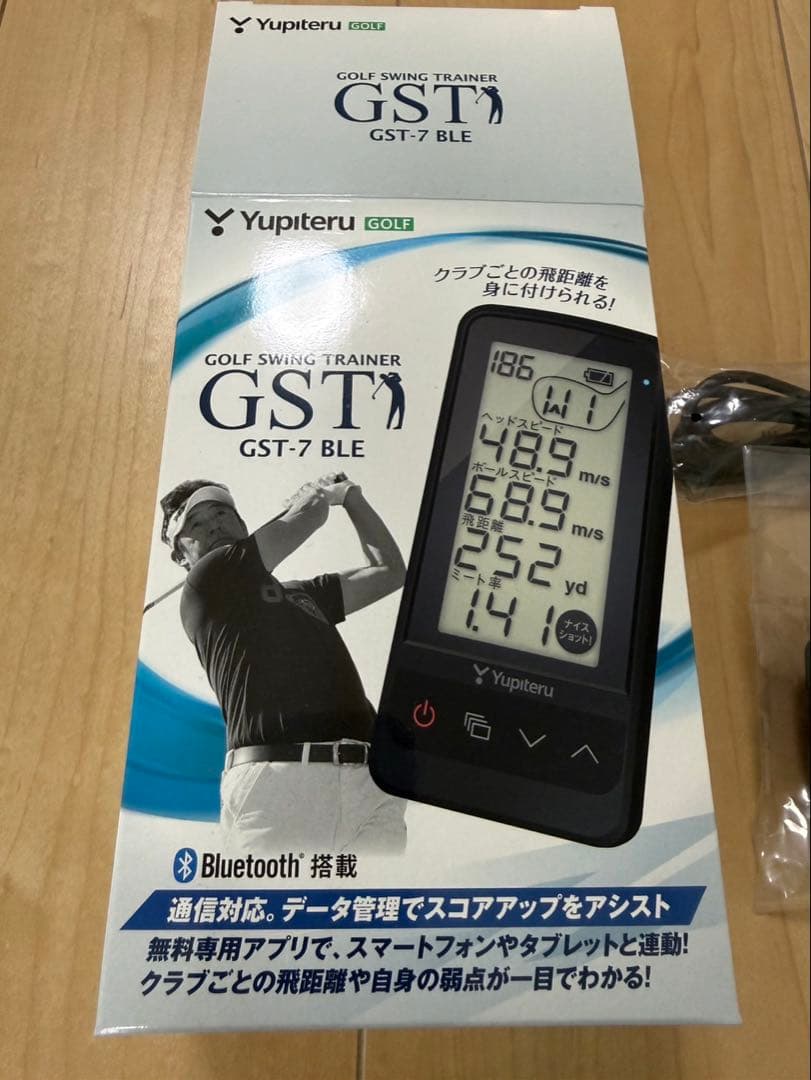 Yupiteru GOLF
GOLF SWING TRAINER
GST
GST-7 BLE
Yupiteru GOLF
クラブごとの飛距離を
身に付けられる!
GOLF SWING TRAINER
GST
GST-7 BLE
186
W1
ヘッドスピード
48.9 m/s
ボールスピード
68.9 m/s
飛距離
252 yd
ミート率
1.41
ナイス
ショット!
Yupiteru
Bluetooth® 搭載
通信対応。データ管理でスコアアップをアシスト
無料専用アプリで、スマートフォンやタブレットと連動!
クラブごとの飛距離や自身の弱点が一目でわかる!